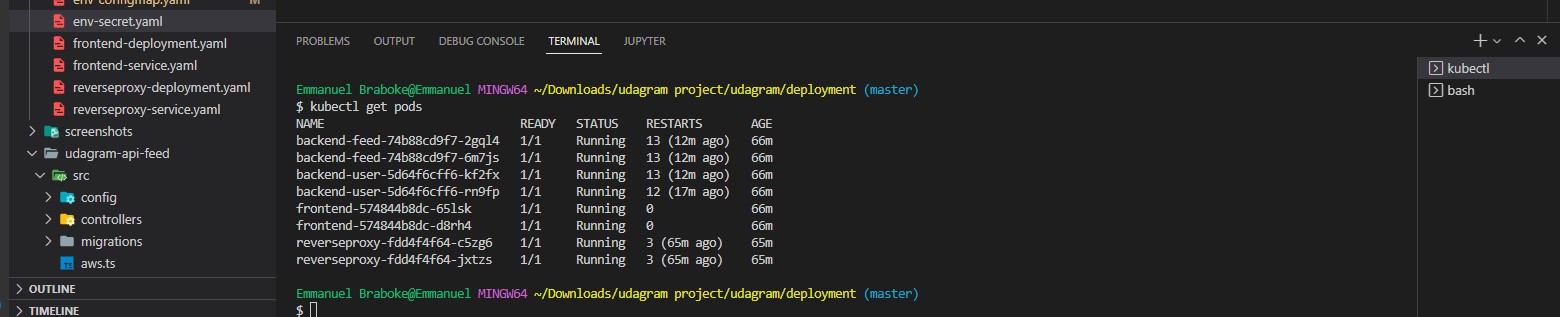 env-configmap.yaml M
env-secret.yaml
frontend-deployment.yaml
frontend-service.yaml
reverseproxy-deployment.yaml
reverseproxy-service.yaml
screenshots
udagram-api-feed
src
config
controllers
migrations
aws.ts
OUTLINE
TIMELINE
PROBLEMS OUTPUT DEBUG CONSOLE TERMINAL JUPYTER
Emmanuel Braboke@Emmanuel MINGW64 ~/Downloads/udagram project/udagram/deployment (master)
$ kubectl get pods
NAME READY STATUS RESTARTS AGE
backend-feed-74b88cd9f7-2gql4 1/1 Running 13 (12m ago) 66m
backend-feed-74b88cd9f7-6m7js 1/1 Running 13 (12m ago) 66m
backend-user-5d64f6cff6-kf2fx 1/1 Running 13 (12m ago) 66m
backend-user-5d64f6cff6-rn9fp 1/1 Running 12 (17m ago) 66m
frontend-574844b8dc-65lsk 1/1 Running 0 66m
frontend-574844b8dc-d8rh4 1/1 Running 0 66m
reverseproxy-fdd4f4f64-c5zg6 1/1 Running 3 (65m ago) 65m
reverseproxy-fdd4f4f64-jxtzs 1/1 Running 3 (65m ago) 65m
Emmanuel Braboke@Emmanuel MINGW64 ~/Downloads/udagram project/udagram/deployment (master)
$
kubectl
bash